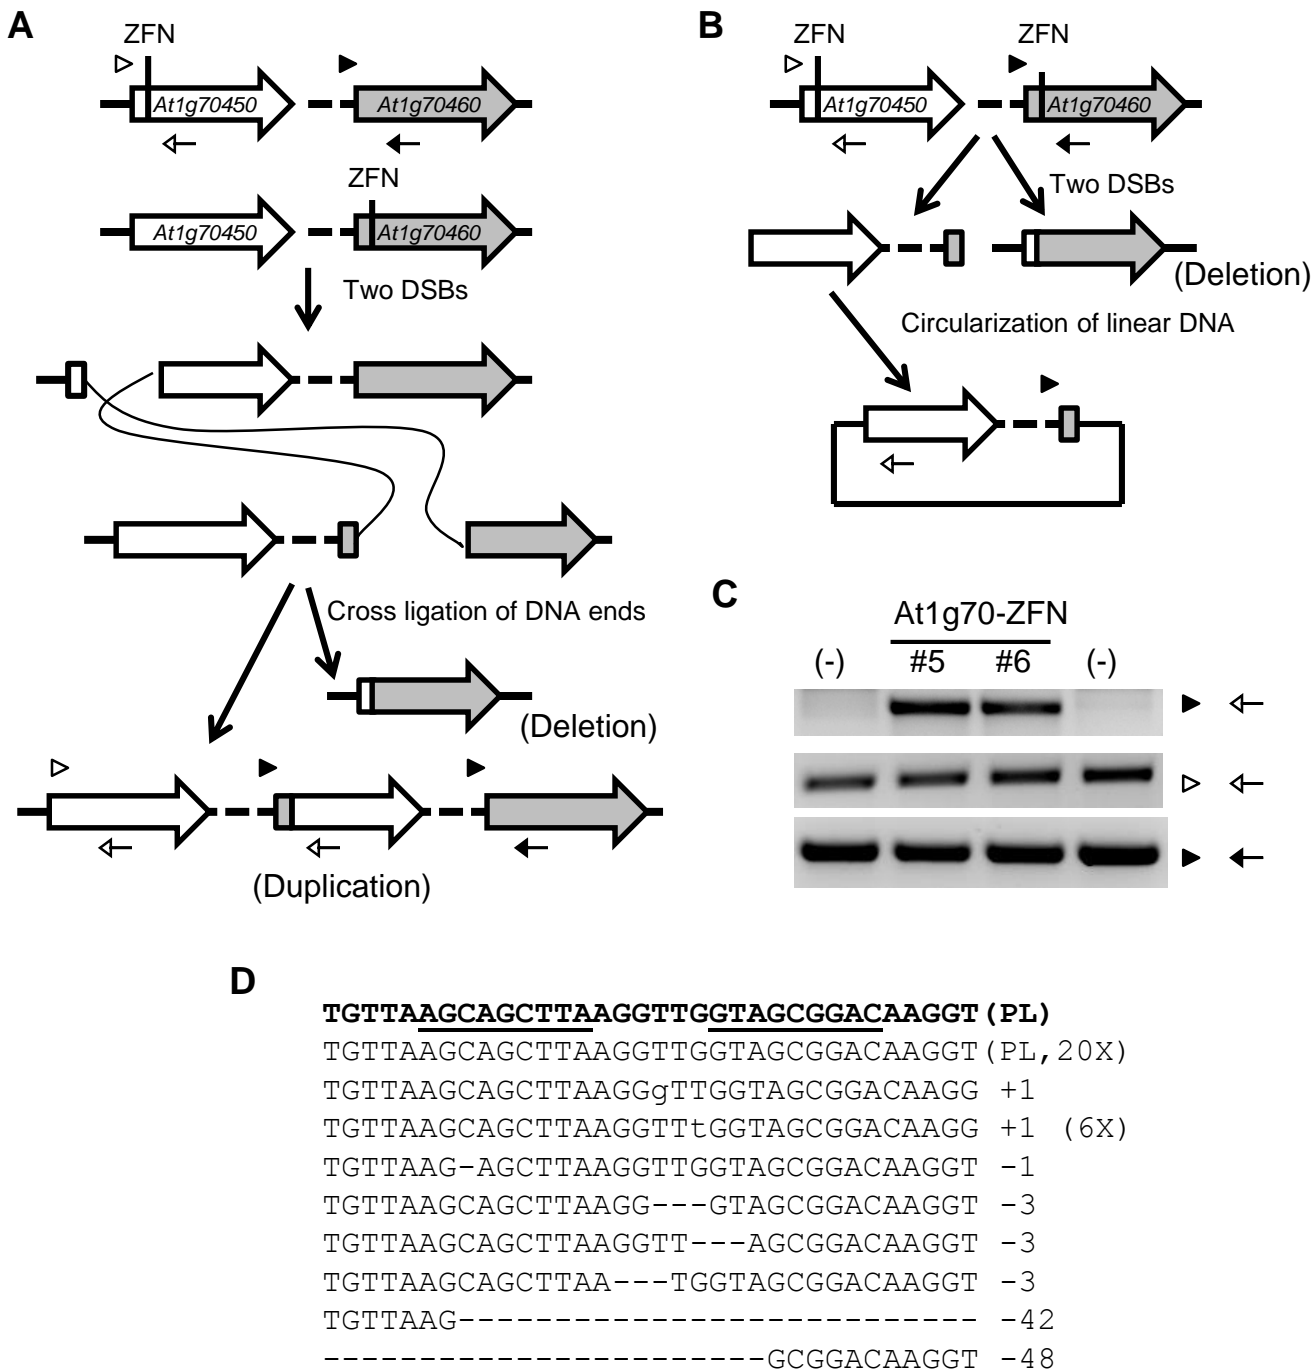 A
ZFN
At1g70450
At1g70460
ZFN
At1g70450
At1g70460
Two DSBs
Cross ligation of DNA ends
(Deletion)
(Duplication)
B
ZFN
ZFN
At1g70450
At1g70460
Two DSBs
(Deletion)
Circularization of linear DNA
C
At1g70-ZFN
(-) #5 #6 (-)
D
TGTTAAGCAGCTTAAGGTTGGTAGCGGACAAGGT(PL)
TGTTAAGCAGCTTAAGGTTGGTAGCGGACAAGGT(PL,20X)
TGTTAAGCAGCTTAAGGgTTGGTAGCGGACAAGG +1
TGTTAAGCAGCTTAAGGTTtGGTAGCGGACAAGG +1 (6X)
TGTTAAG-AGCTTAAGGTTGGTAGCGGACAAGGT -1
TGTTAAGCAGCTTAAGG---GTAGCGGACAAGGT -3
TGTTAAGCAGCTTAAGGTT---AGCGGACAAGGT -3
TGTTAAGCAGCTTAA---TGGTAGCGGACAAGGT -3
TGTTAAG--------------------------- -42
-----------------------GCGGACAAGGT -48